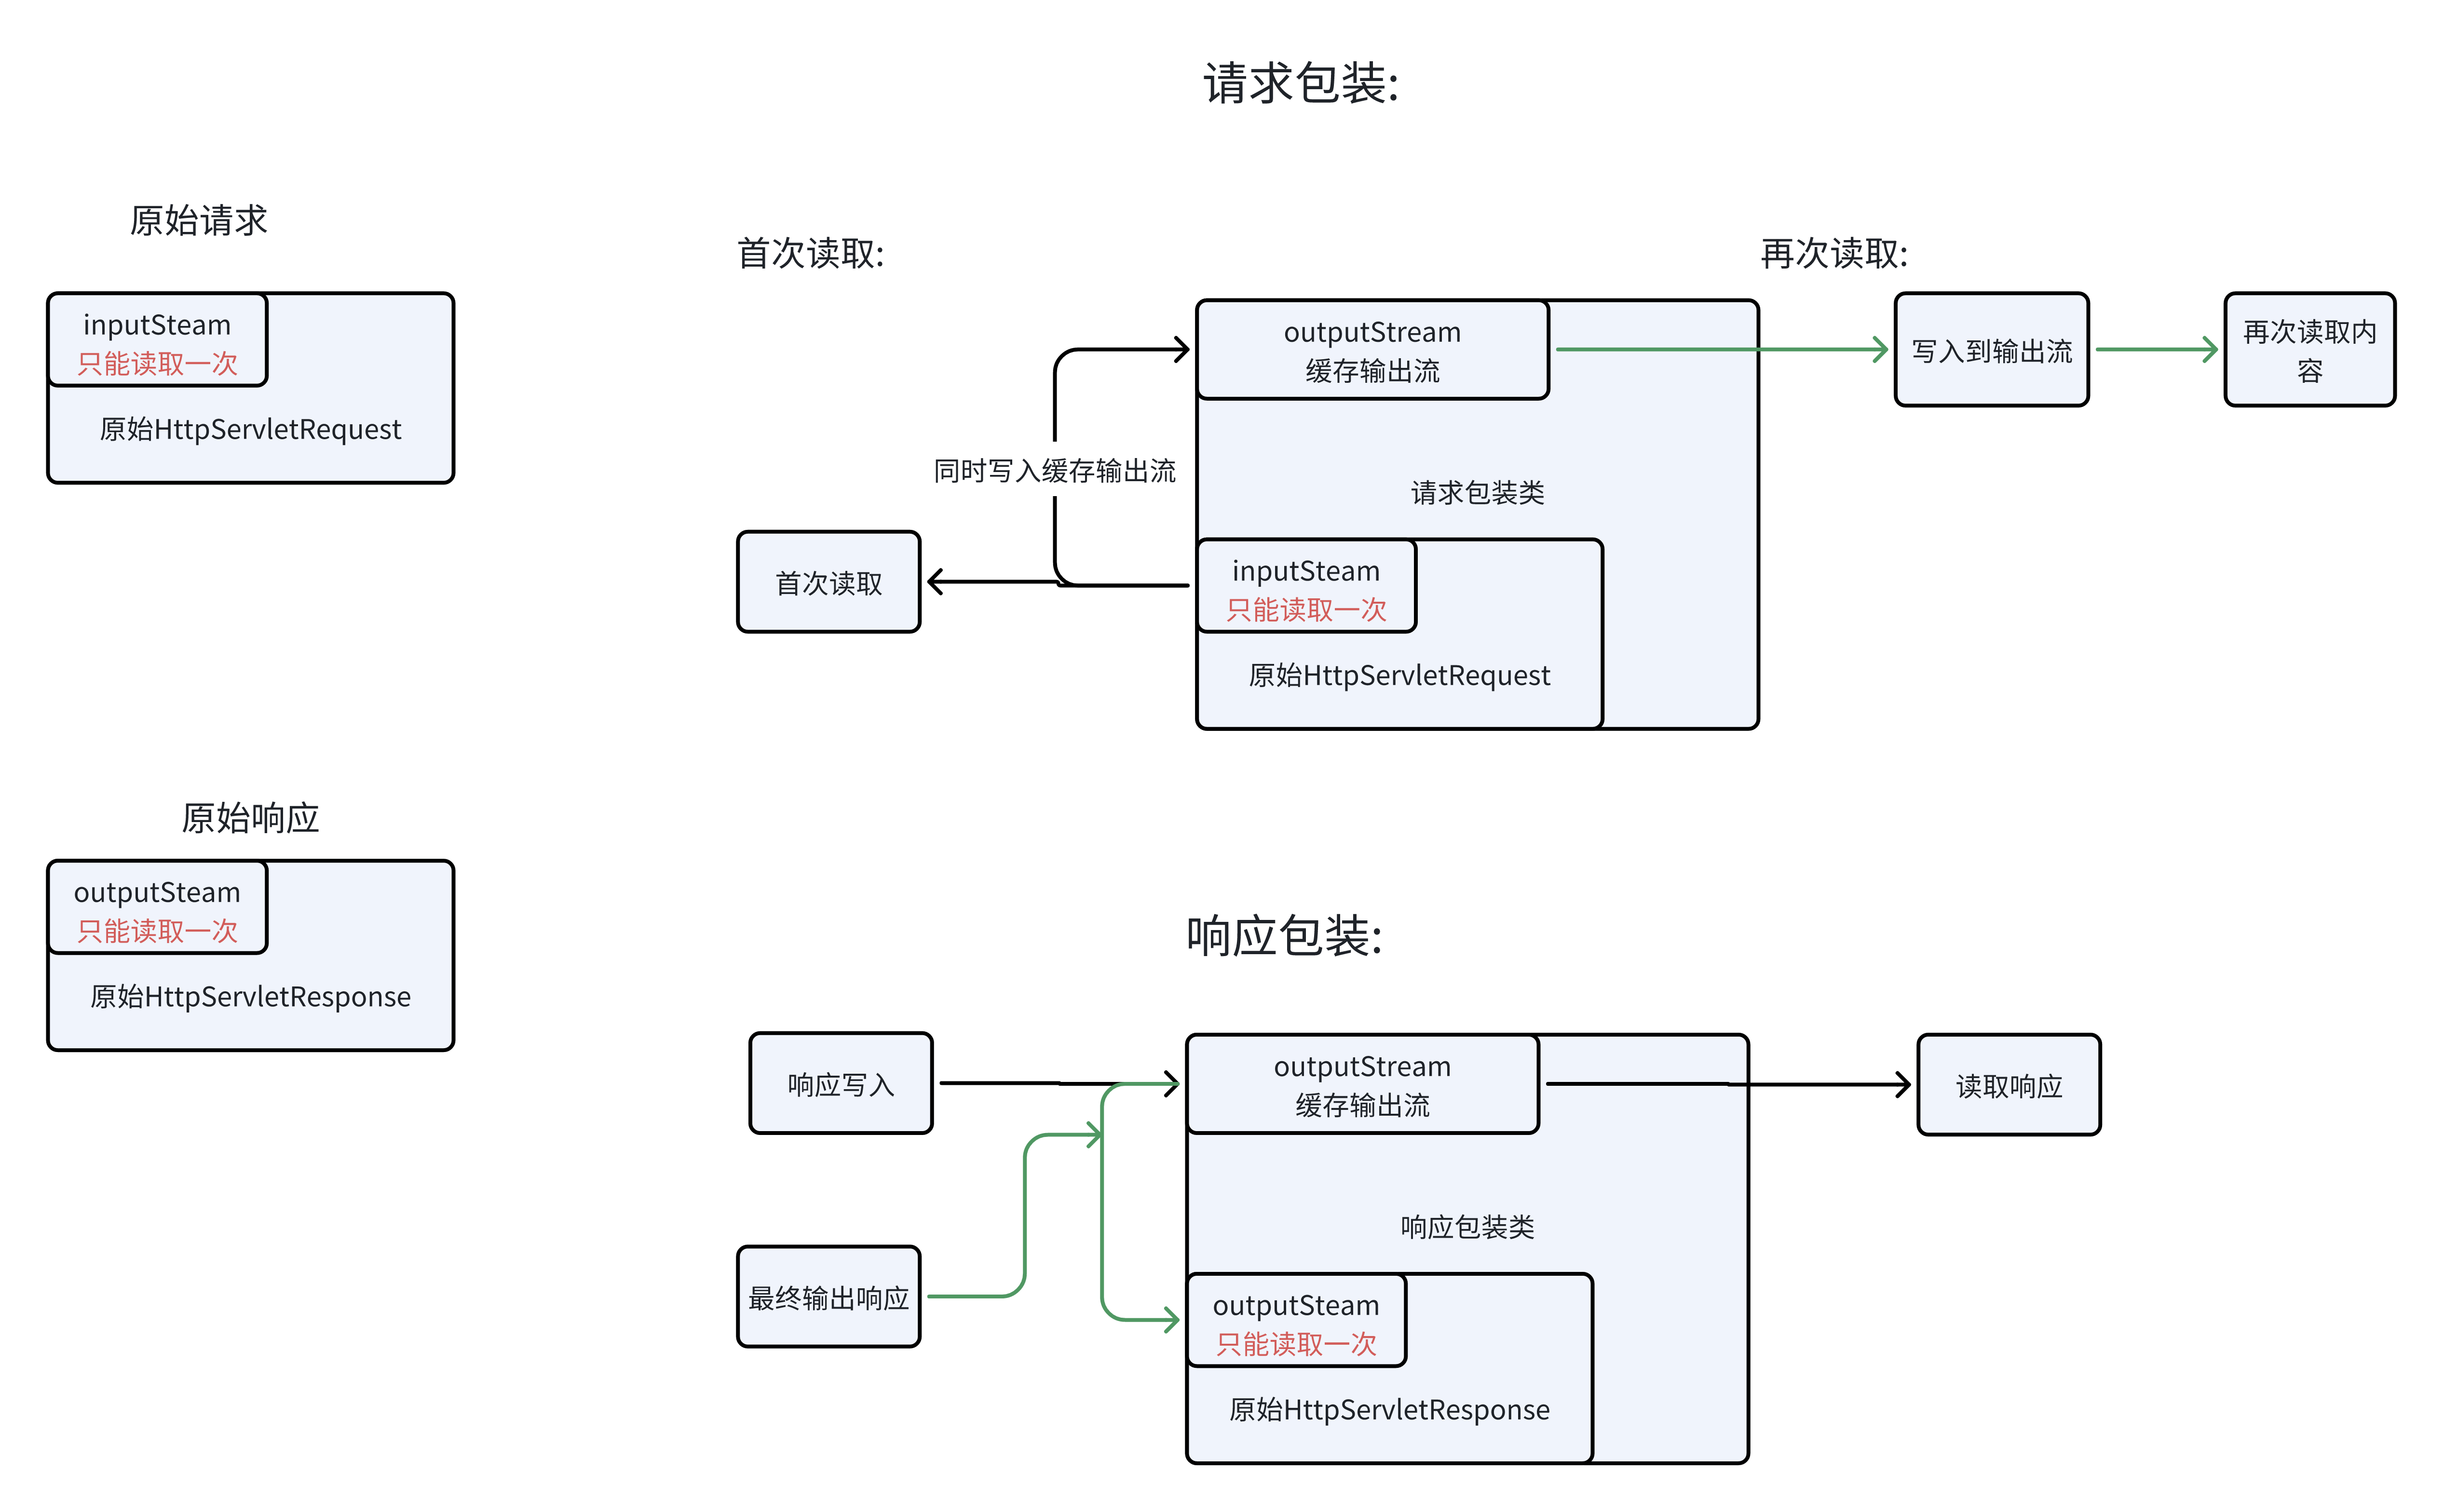 请求包装:
原始请求
首次读取:
再次读取:
inputSteam
只能读取一次
原始HttpServletRequest
outputStream
缓存输出流
写入到输出流
再次读取内
容
同时写入缓存输出流
请求包装类
首次读取
inputSteam
只能读取一次
原始HttpServletRequest
原始响应
outputSteam
只能读取一次
原始HttpServletResponse
响应包装:
响应写入
outputStream
缓存输出流
读取响应
响应包装类
最终输出响应
outputSteam
只能读取一次
原始HttpServletResponse